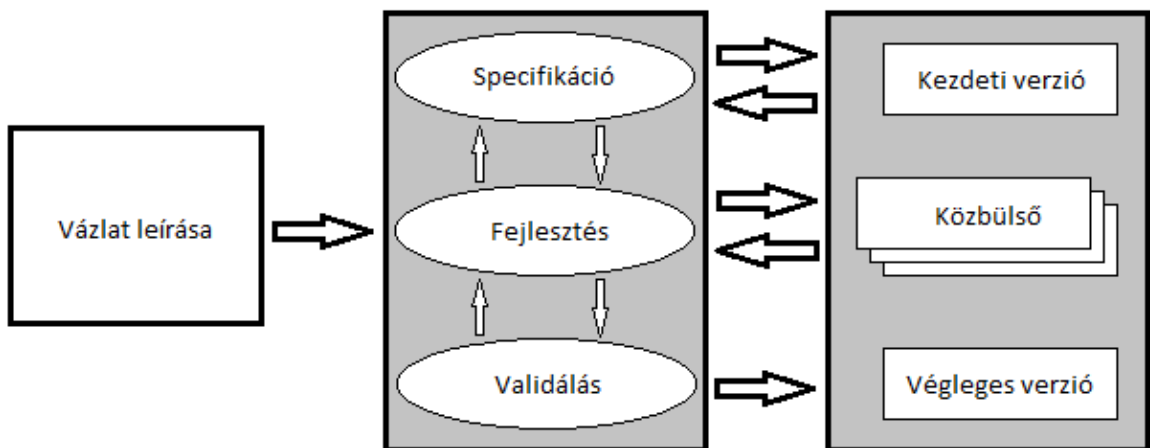 Vázlat leírása
Specifikáció
Fejlesztés
Validálás
Kezdeti verzió
Közbülső
Végleges verzió